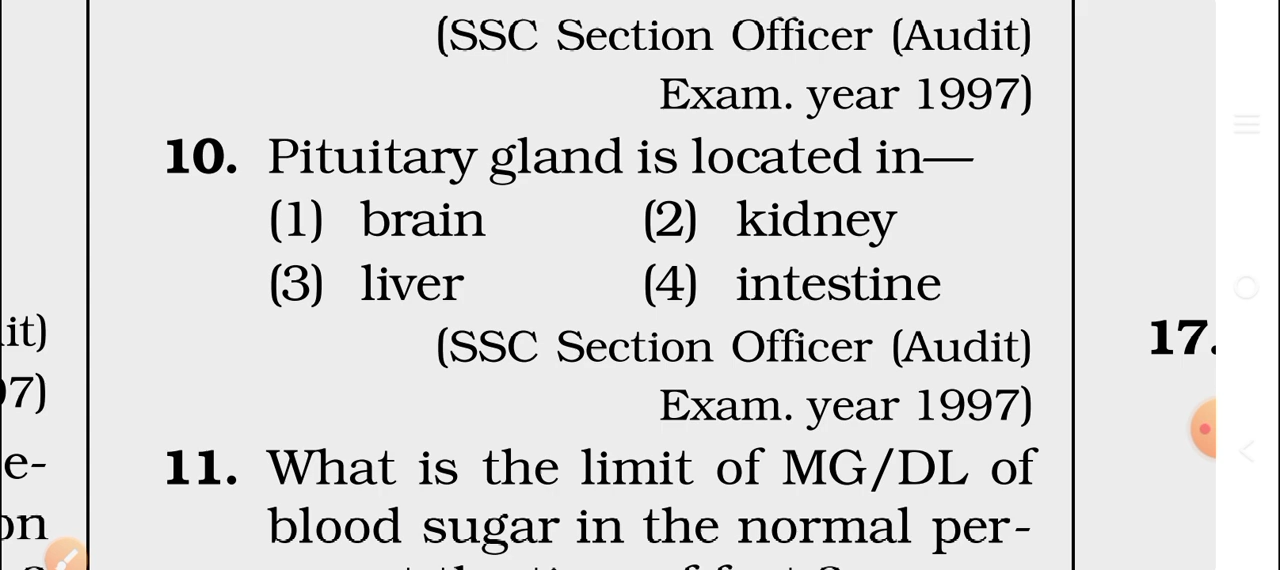 (SSC Section Officer (Audit)
Exam. year 1997)
10. Pituitary gland is located in—
(1) brain (2) kidney
(3) liver (4) intestine
(SSC Section Officer (Audit)
Exam. year 1997)
11. What is the limit of MG/DL of
blood sugar in the normal per-
it)
97)
e-
on
17.